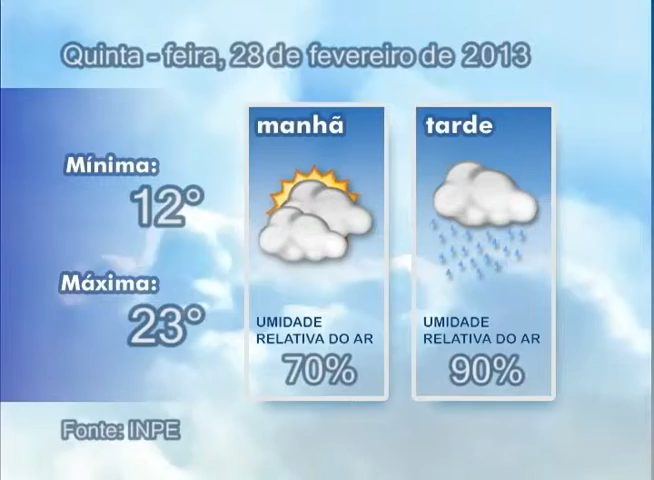 Quinta - feira, 28 de fevereiro de 2013
Mínima:
12°
Máxima:
23°
manhã
UMIDADE
RELATIVA DO AR
70%
tarde
UMIDADE
RELATIVA DO AR
90%
Fonte: INPE